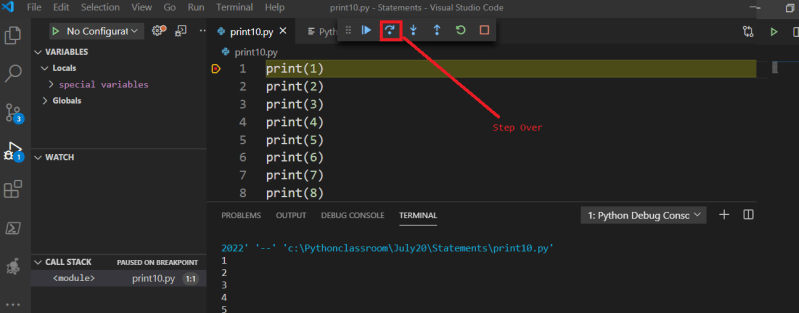 File Edit Selection View Go Run Terminal Help print10.py - Statements - Visual Studio Code
No Configurat
print10.py
Pyth
VARIABLES
Locals
special variables
Globals
WATCH
CALL STACK PAUSED ON BREAKPOINT
<module> print10.py 1:1
3
1
print10.py
1 print(1)
2 print(2)
3 print(3)
4 print(4)
5 print(5)
6 print(6)
7 print(7)
8 print(8)
Step Over
PROBLEMS OUTPUT DEBUG CONSOLE TERMINAL 1: Python Debug Consc
2022' '--' 'c:\Pythonclassroom\July20\Statements\print10.py'
1
2
3
4
5